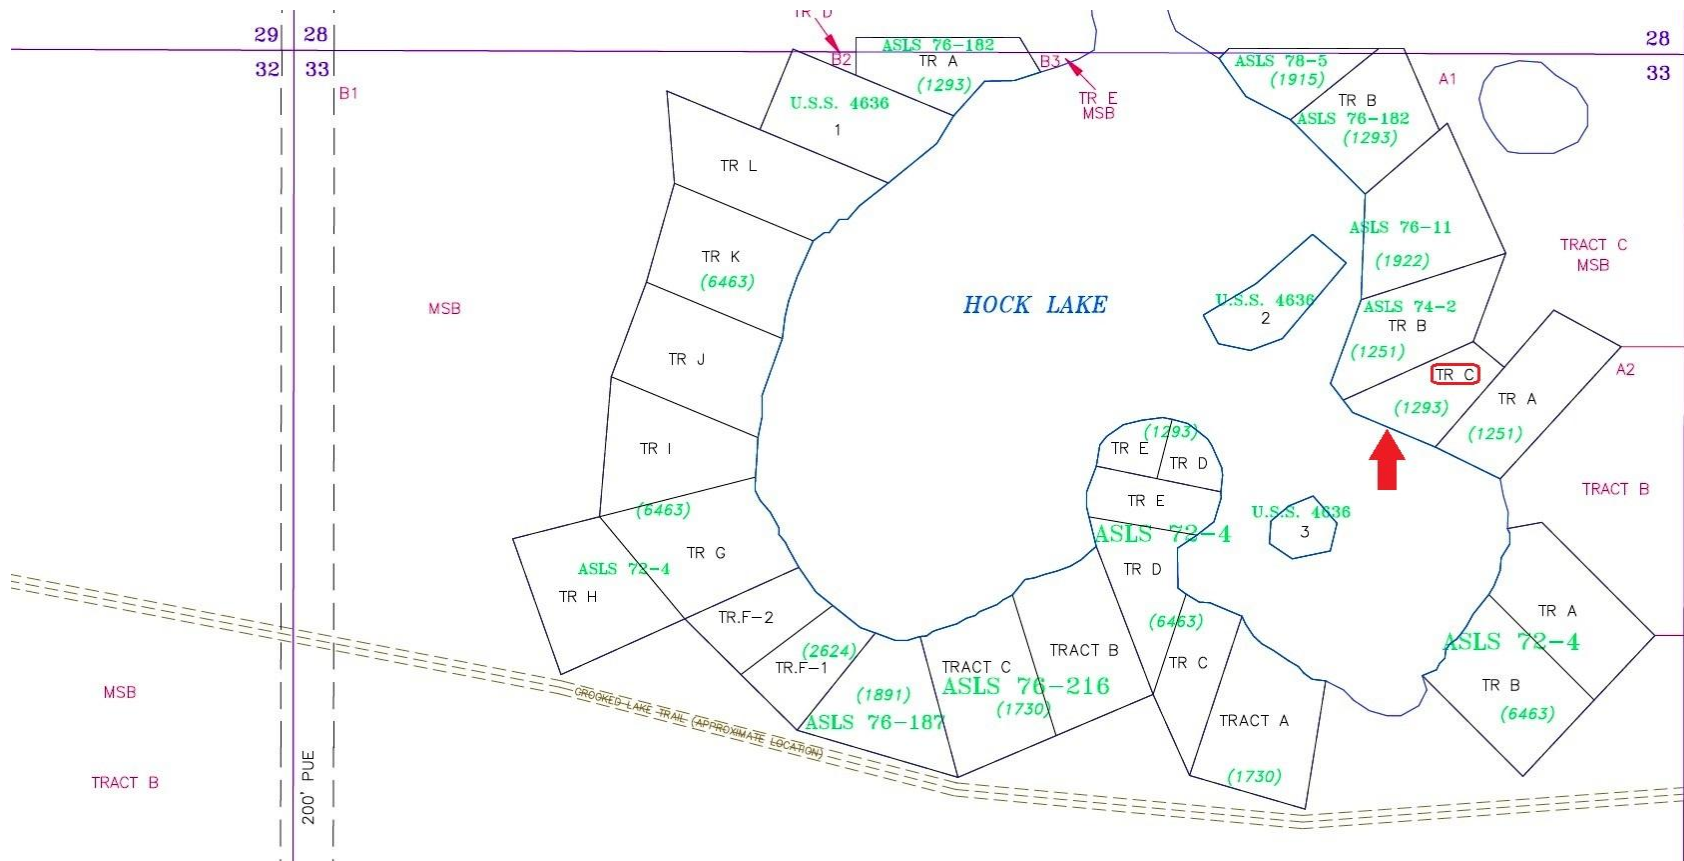 TR D
29 28
32 33
B1
B2
ASLS 76-182
TR A
(1293)
B3
TR E
MSB
U.S.S. 4636
1
ASLS 78-5
(1915)
TR B
ASLS 76-182
(1293)
A1
28
33
TR L
TR K
(6463)
TR J
TR I
(6463)
MSB
HOCK LAKE
U.S.S. 4636
2
ASLS 76-11
(1922)
TRACT C
MSB
ASLS 74-2
TR B
(1251)
TR C
(1293)
TR A
(1251)
A2
(1293)
TR E
TR D
TR E
ASLS 72-4
TR D
U.S.S. 4636
3
TRACT B
TR G
ASLS 72-4
TR H
TR.F-2
(2624)
TR.F-1
(1891)
ASLS 76-187
TRACT C
TRACT B
ASLS 76-216
(1730)
(6463)
TR C
TRACT A
(1730)
TR A
ASLS 72-4
TR B
(6463)
CROOKED LAKE TRAIL (APPROXIMATE LOCATION)
MSB
TRACT B
200' PUE